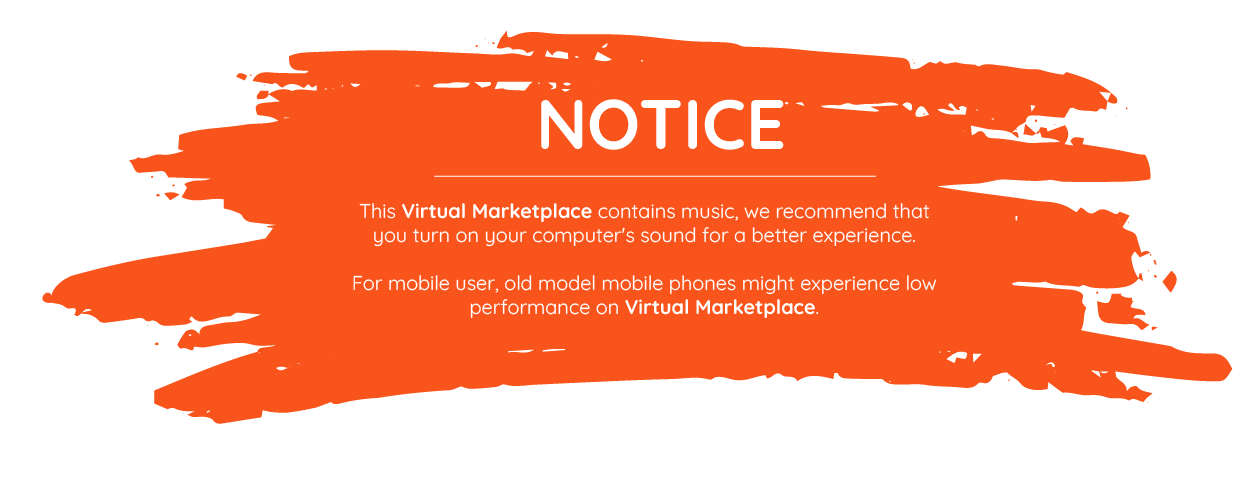 NOTICE
This Virtual Marketplace contains music, we recommend that
you turn on your computer's sound for a better experience.
For mobile user, old model mobile phones might experience low
performance on Virtual Marketplace.